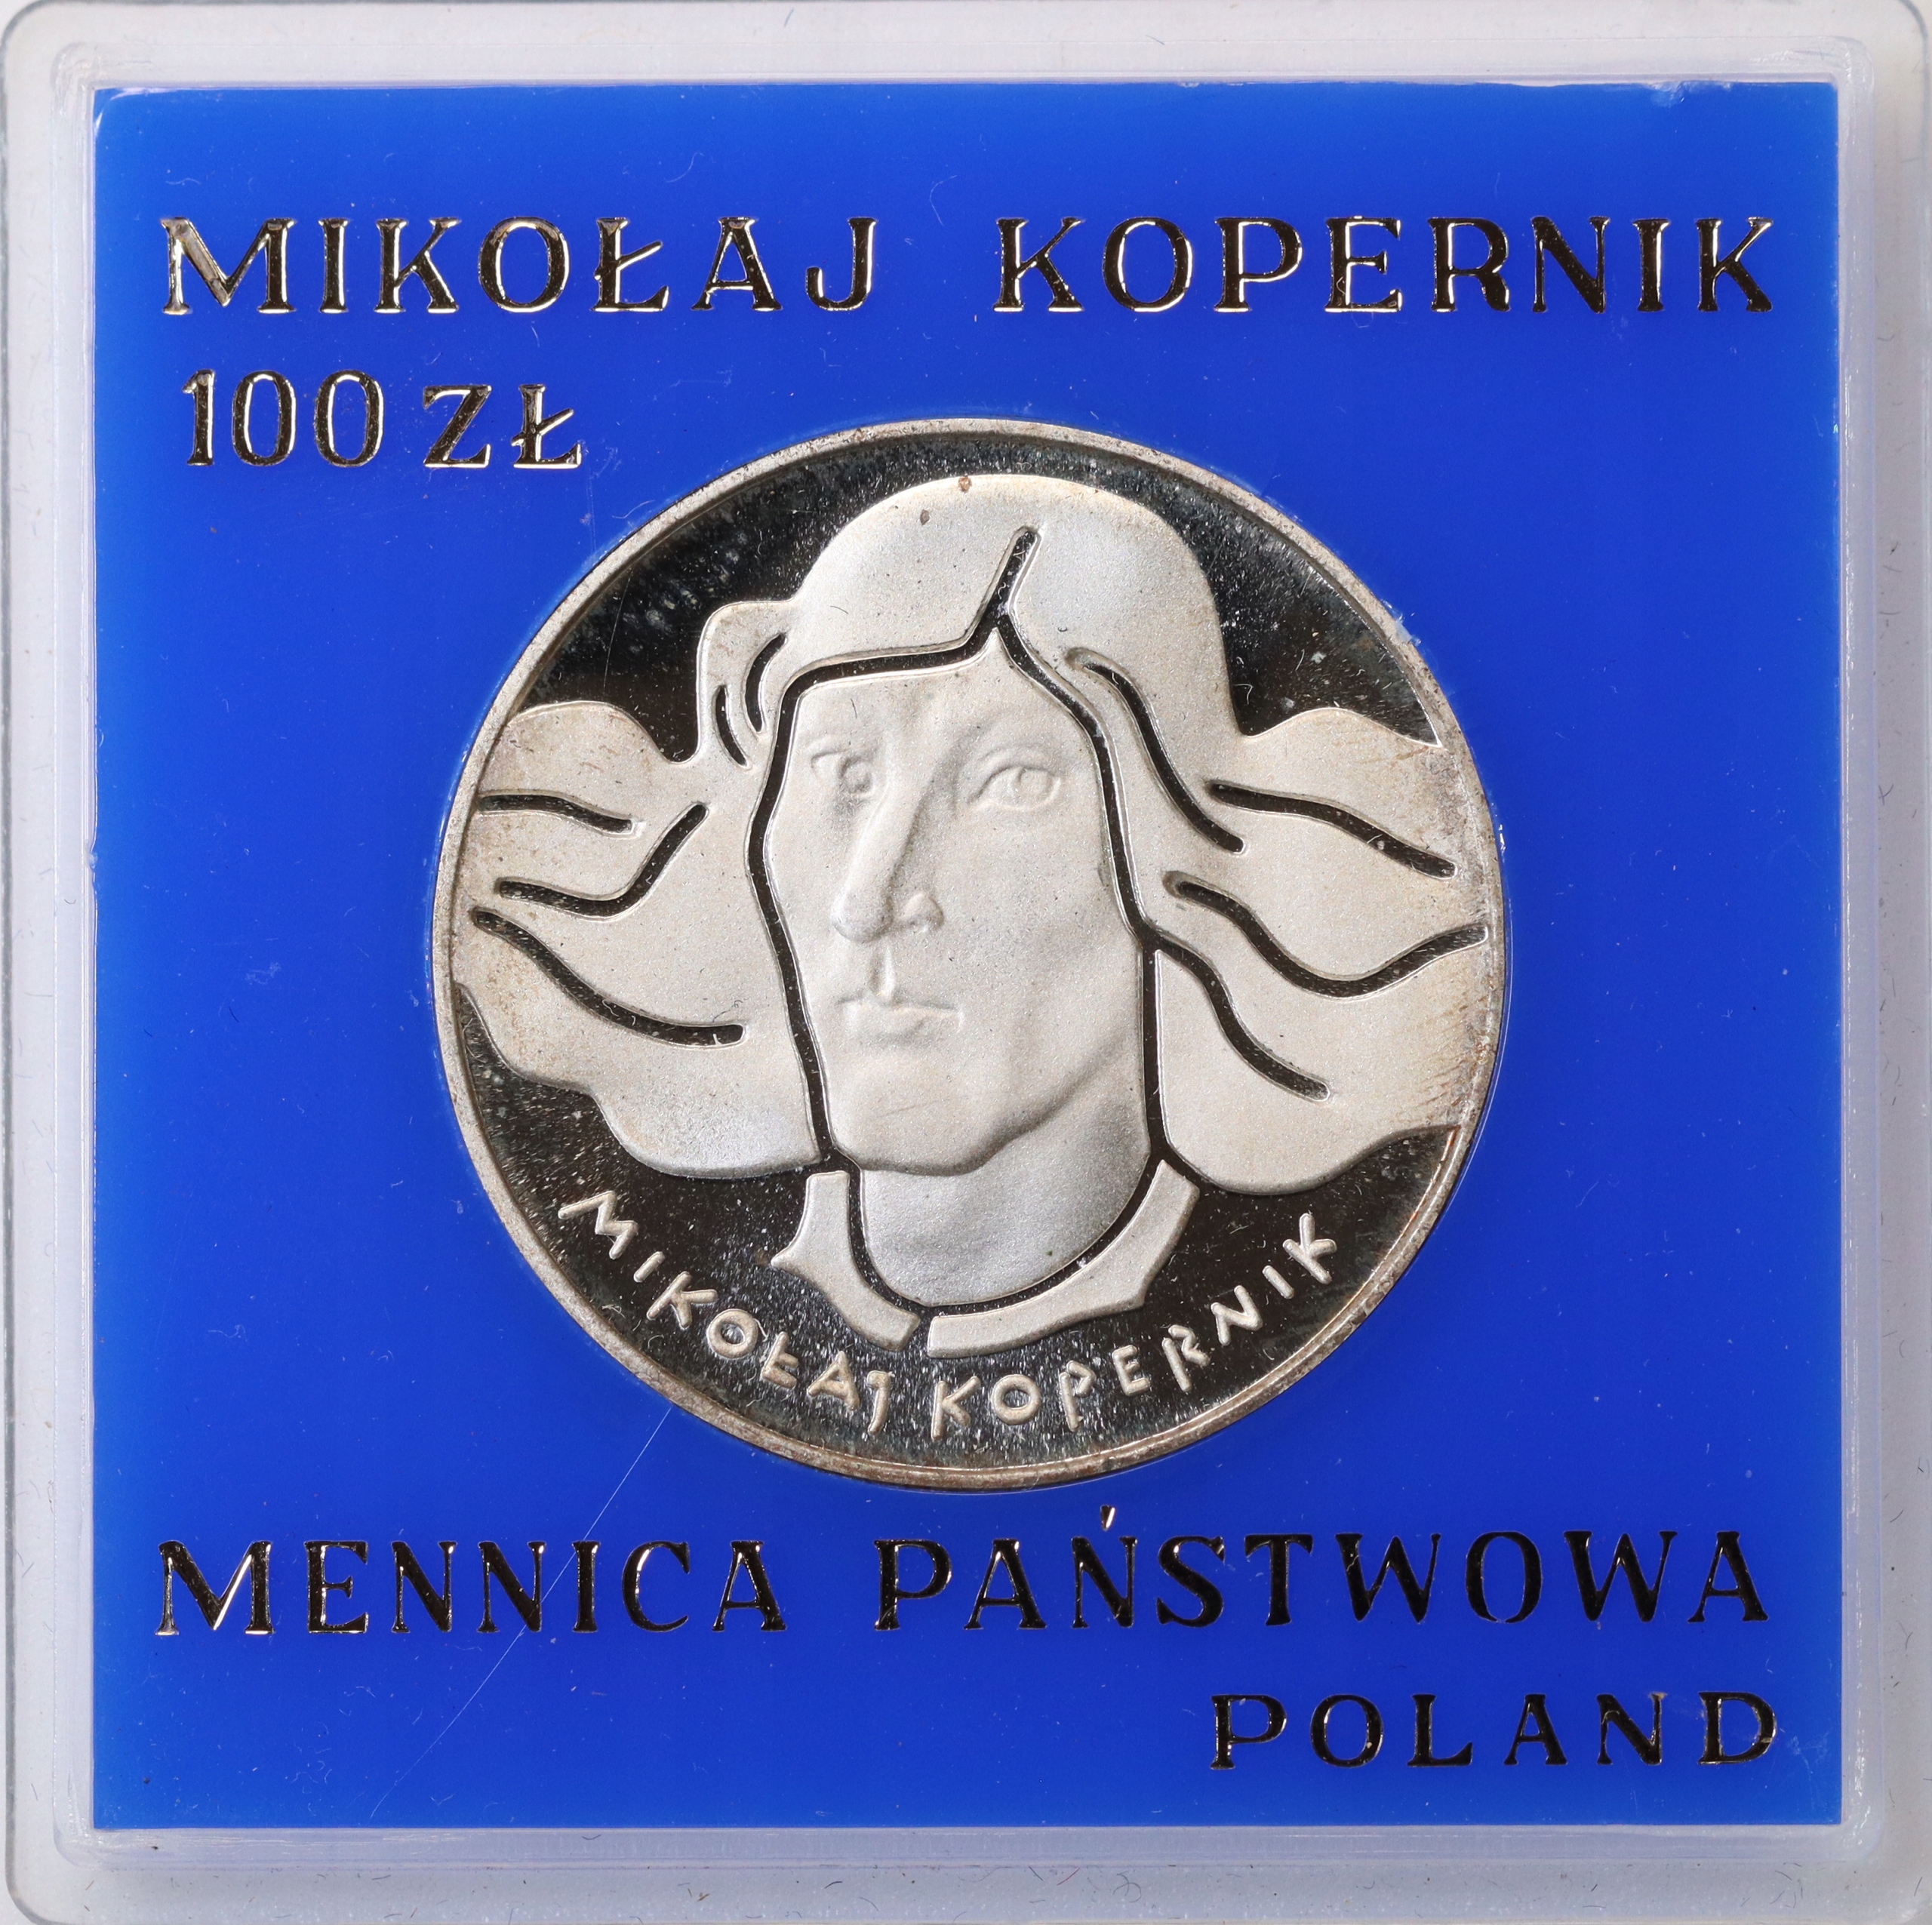 MIKOŁAJ KOPERNIK
100 ZŁ
MIKOŁAJ KOPERNIK
MENNICA PAŃSTWOWA
POLAND